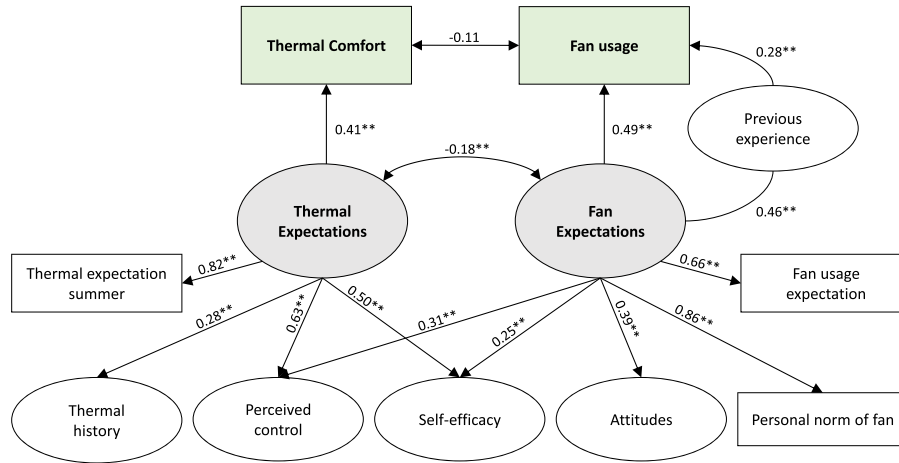 Thermal Comfort
-0.11
Fan usage
0.28**
Previous
experience
0.41**
0.49**
-0.18**
Thermal
Expectations
Fan
Expectations
0.46**
Thermal expectation
summer
0.82**
0.66**
Fan usage
expectation
0.28**
0.63**
0.50**
0.31**
0.25**
0.39**
0.86**
Thermal
history
Perceived
control
Self-efficacy
Attitudes
Personal norm of fan